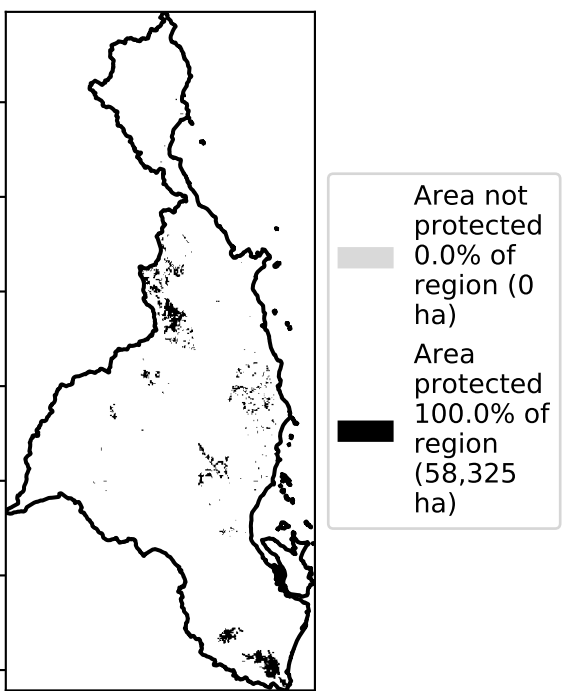 Area not
protected
0.0% of
region (0
ha)
Area
protected
100.0% of
region
(58,325
ha)